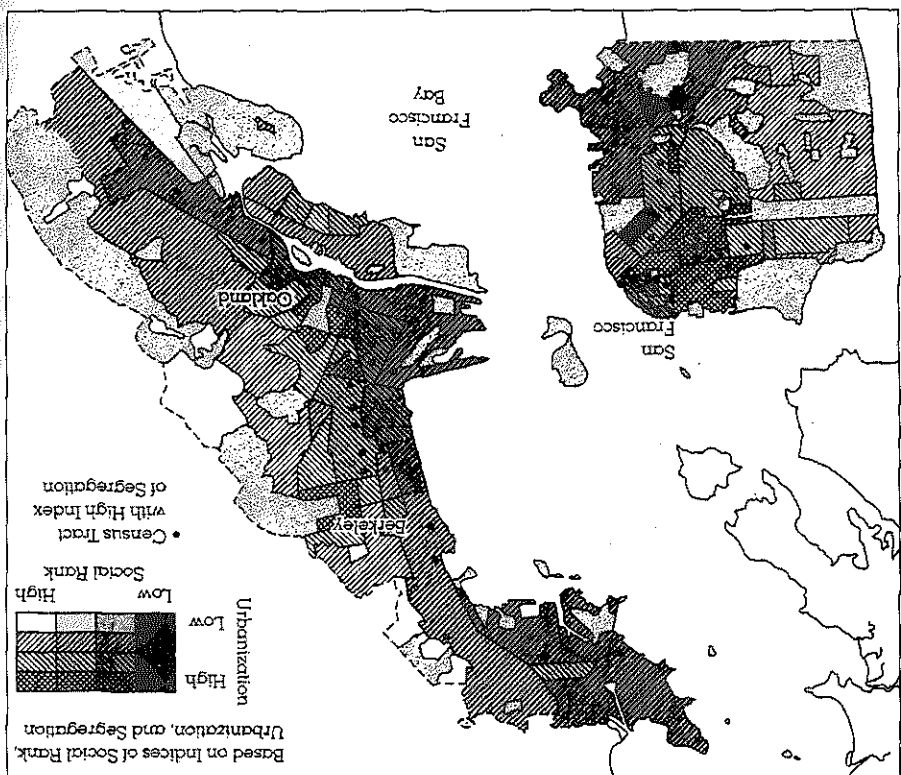 Based on Indices of Social Rank,
Urbanization, and Segregation
Urbanization
High
Low
Low High
Social Rank
• Census Tract
with High Index
of Segregation
Berkeley
San
Francisco
Oakland
San
Francisco
Bay